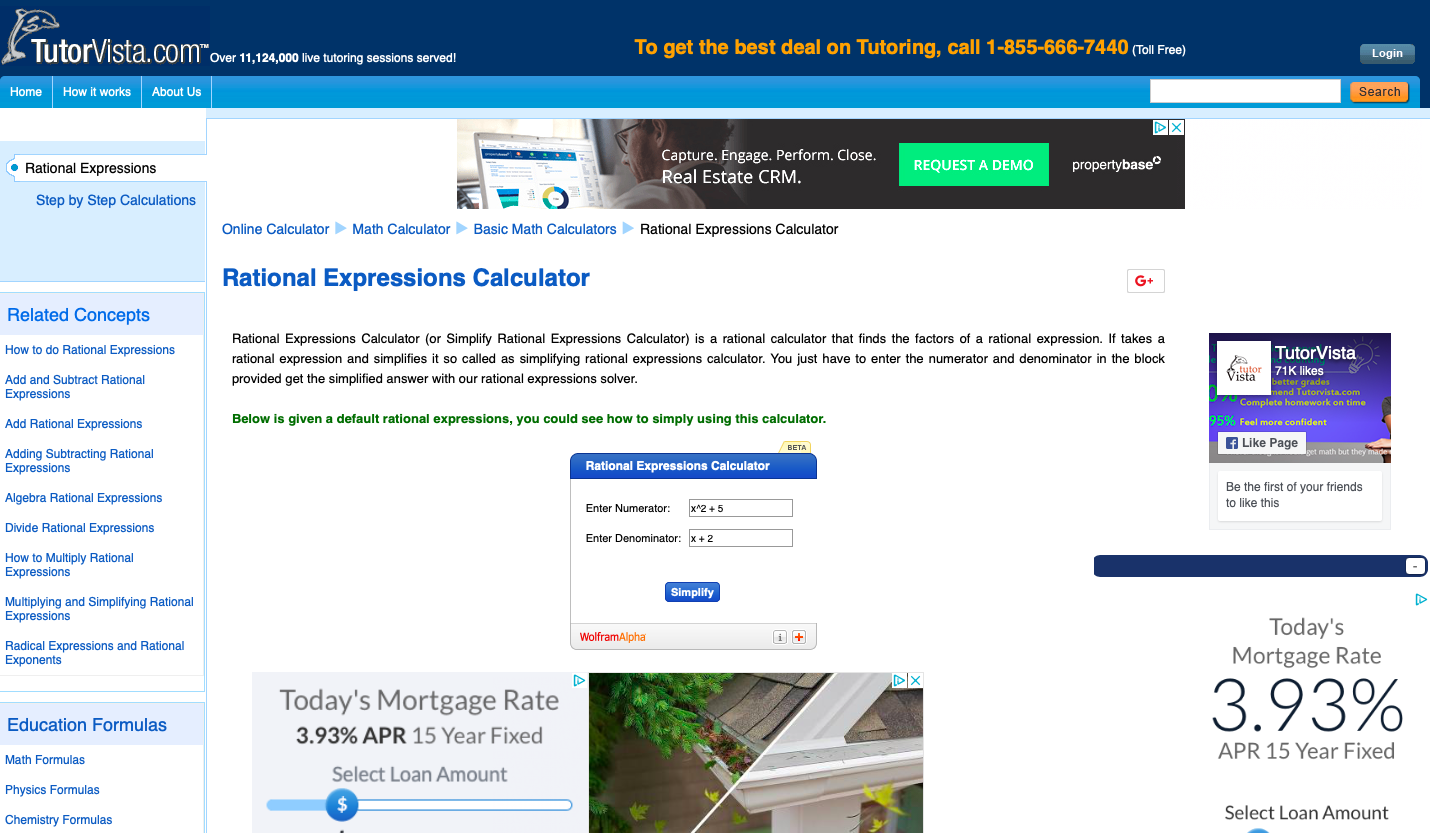 TutorVista.com™
Over 11,124,000 live tutoring sessions served!
To get the best deal on Tutoring, call 1-855-666-7440 (Toll Free)
Login
Home
How it works
About Us
Search
Rational Expressions
Step by Step Calculations
Capture. Engage. Perform. Close.
Real Estate CRM.
REQUEST A DEMO
propertybase
Online Calculator
Math Calculator
Basic Math Calculators
Rational Expressions Calculator
Rational Expressions Calculator
G+
Related Concepts
How to do Rational Expressions
Add and Subtract Rational
Expressions
Add Rational Expressions
Adding Subtracting Rational
Expressions
Algebra Rational Expressions
Divide Rational Expressions
How to Multiply Rational
Expressions
Multiplying and Simplifying Rational
Expressions
Radical Expressions and Rational
Exponents
Education Formulas
Math Formulas
Physics Formulas
Chemistry Formulas
Rational Expressions Calculator (or Simplify Rational Expressions Calculator) is a rational calculator that finds the factors of a rational expression. If takes a
rational expression and simplifies it so called as simplifying rational expressions calculator. You just have to enter the numerator and denominator in the block
provided get the simplified answer with our rational expressions solver.
Below is given a default rational expressions, you could see how to simply using this calculator.
BETA
Rational Expressions Calculator
Enter Numerator: x^2 + 5
Enter Denominator: x + 2
Simplify
WolframAlpha
i +
Today's Mortgage Rate
3.93% APR 15 Year Fixed
Select Loan Amount
$
tutor
Vista
TutorVista
71K likes
better grades
mend Tutorvista.com
Complete homework on time
95% Feel more confident
Like Page
get math but they made
Be the first of your friends
to like this
-
Today's
Mortgage Rate
3.93%
APR 15 Year Fixed
Select Loan Amount